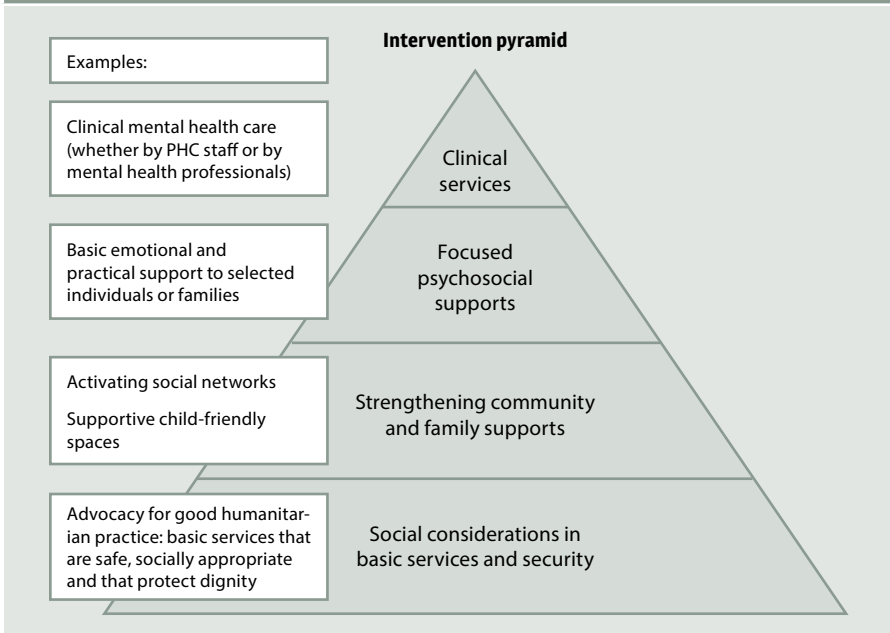 Intervention pyramid
Examples:
Clinical mental health care
(whether by PHC staff or by
mental health professionals)
Clinical
services
Basic emotional and
practical support to selected
individuals or families
Focused
psychosocial
supports
Activating social networks
Supportive child-friendly
spaces
Strengthening community
and family supports
Advocacy for good humanitar-
ian practice: basic services that
are safe, socially appropriate
and that protect dignity
Social considerations in
basic services and security